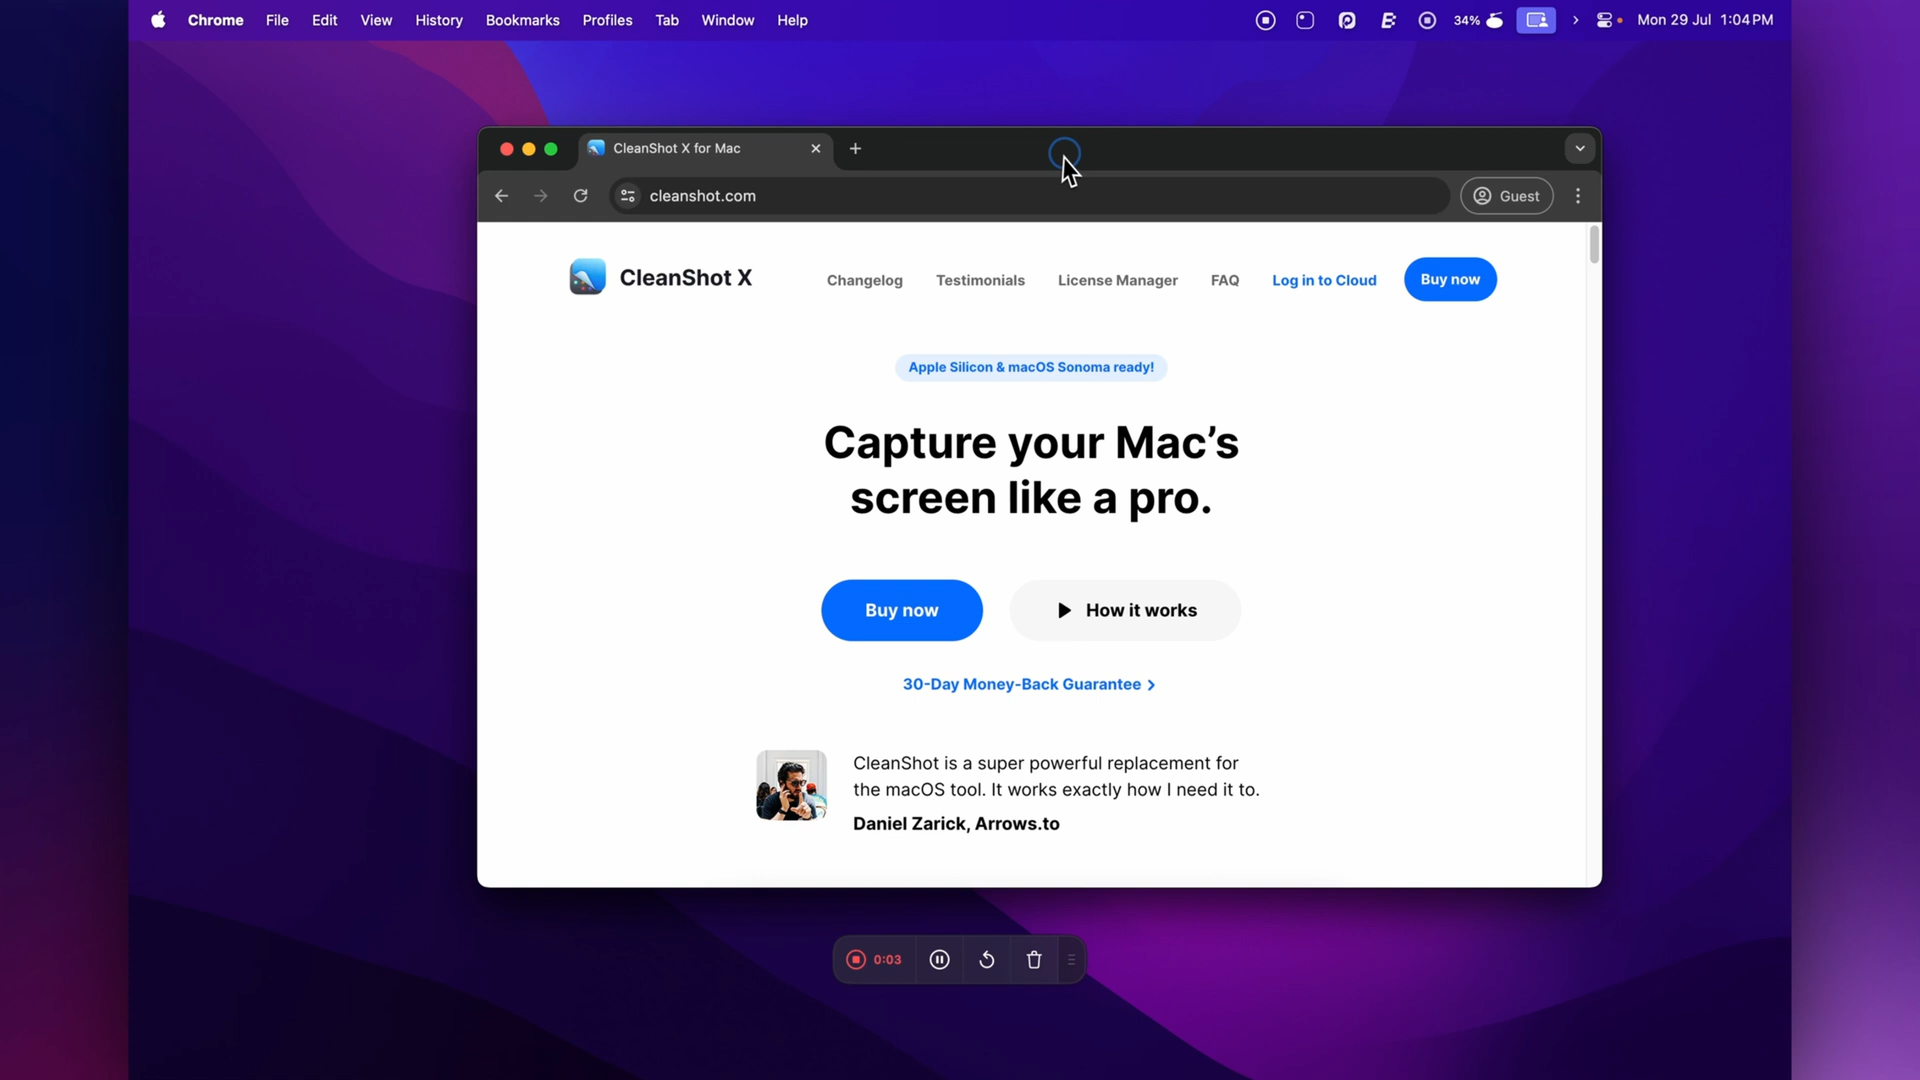 Chrome File Edit View History Bookmarks Profiles Tab Window Help 34% Mon 29 Jul 1:04 PM
CleanShot X for Mac
cleanshot.com Guest
CleanShot X Changelog Testimonials License Manager FAQ Log in to Cloud Buy now
Apple Silicon & macOS Sonoma ready!
Capture your Mac’s
screen like a pro.
Buy now How it works
30-Day Money-Back Guarantee
CleanShot is a super powerful replacement for
the macOS tool. It works exactly how I need it to.
Daniel Zarick, Arrows.to
0:03